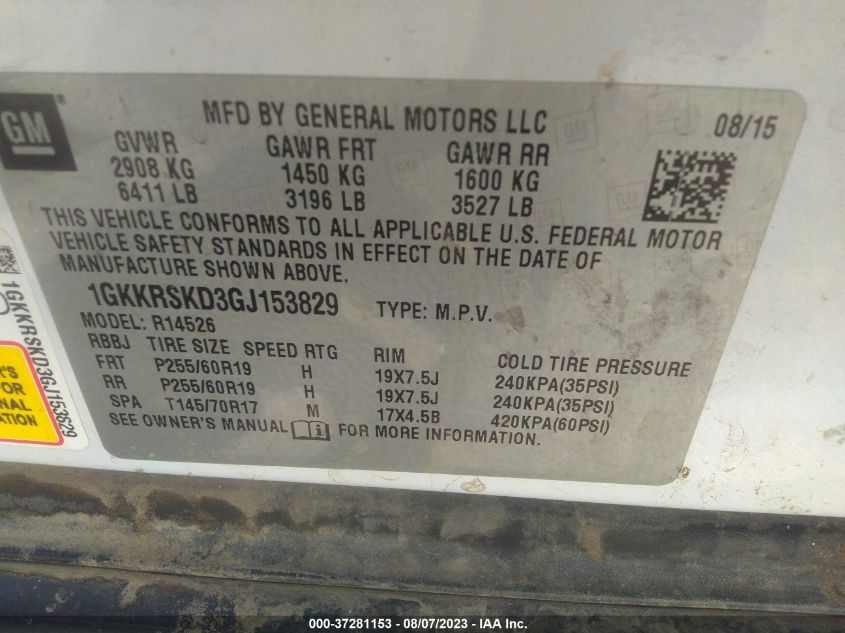 GM
MFD BY GENERAL MOTORS LLC
08/15
GVWR GAWR FRT GAWR RR
2908 KG 1450 KG 1600 KG
6411 LB 3196 LB 3527 LB
THIS VEHICLE CONFORMS TO ALL APPLICABLE U.S. FEDERAL MOTOR
VEHICLE SAFETY STANDARDS IN EFFECT ON THE DATE OF
MANUFACTURE SHOWN ABOVE.
1GKKRSKD3GJ153829 TYPE: M.P.V.
MODEL: R14526
RBBJ TIRE SIZE SPEED RTG RIM COLD TIRE PRESSURE
FRT P255/60R19 H 19X7.5J 240KPA(35PSI)
RR P255/60R19 H 19X7.5J 240KPA(35PSI)
SPA T145/70R17 M 17X4.5B 420KPA(60PSI)
SEE OWNER'S MANUAL i FOR MORE INFORMATION.
1GKKRSKD3GJ153829
000-37281153 - 08/07/2023 - IAA Inc.